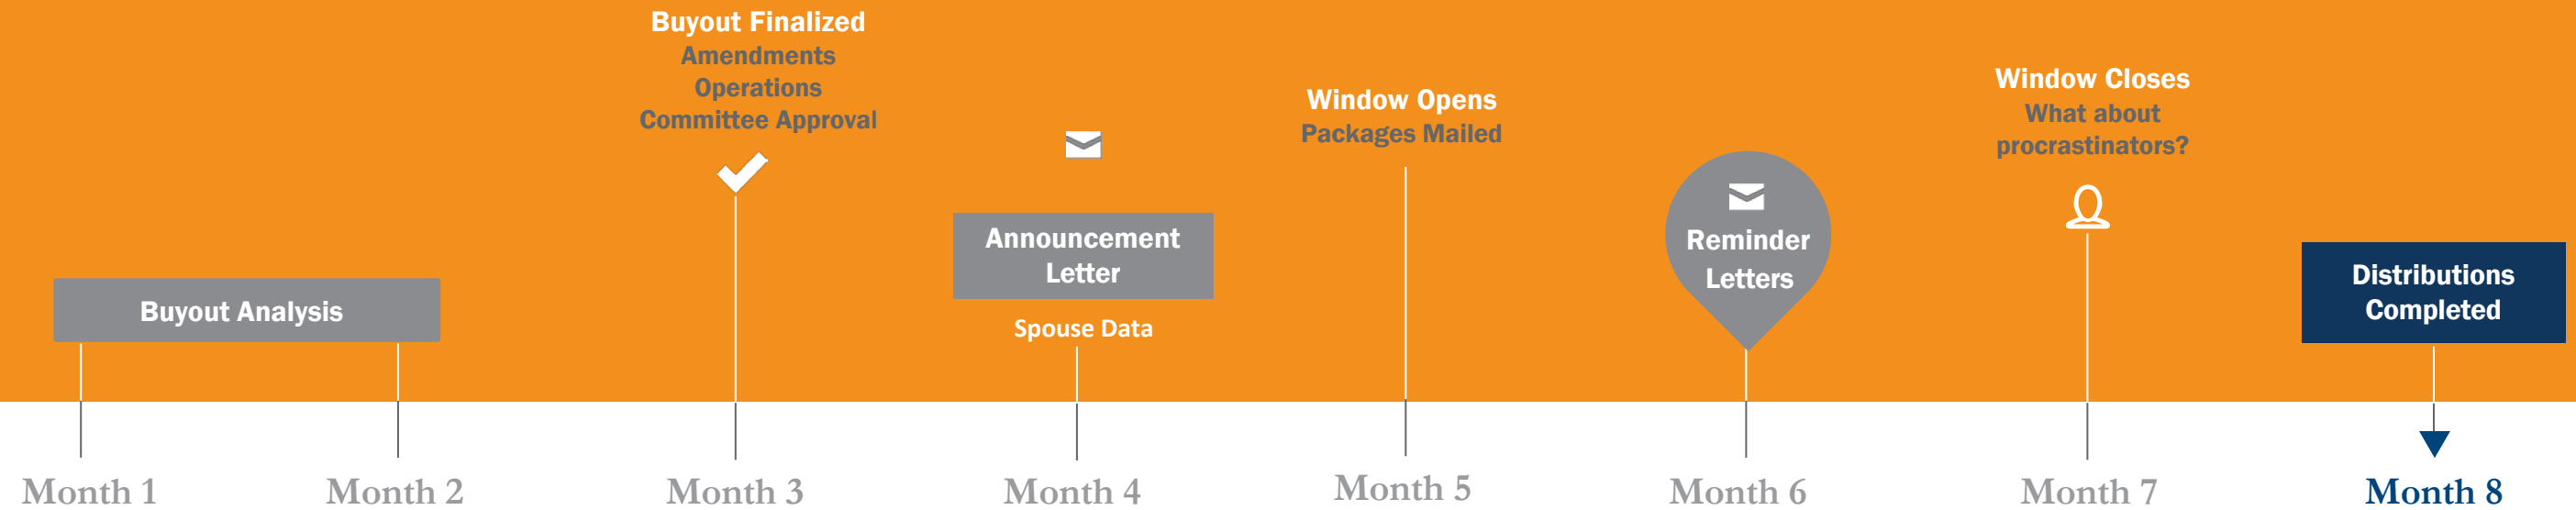 Buyout Analysis
Buyout Finalized
Amendments
Operations
Committee Approval
Announcement
Letter
Spouse Data
Window Opens
Packages Mailed
Reminder
Letters
Window Closes
What about
procrastinators?
Distributions
Completed
Month 1
Month 2
Month 3
Month 4
Month 5
Month 6
Month 7
Month 8